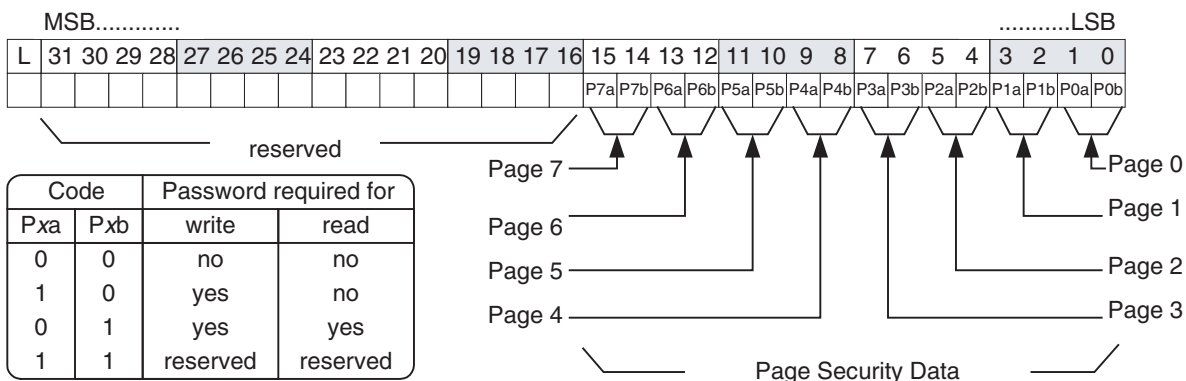 MSB............. ...........LSB
L 31 30 29 28 27 26 25 24 23 22 21 20 19 18 17 16 15 14 13 12 11 10 9 8 7 6 5 4 3 2 1 0
P7a P7b P6a P6b P5a P5b P4a P4b P3a P3b P2a P2b P1a P1b P0a P0b
reserved
Page 7 Page 0
Page 6 Page 1
Page 5 Page 2
Page 4 Page 3
Page Security Data
Code Password required for
Pxa Pxb write read
0 0 no no
1 0 yes no
0 1 yes yes
1 1 reserved reserved